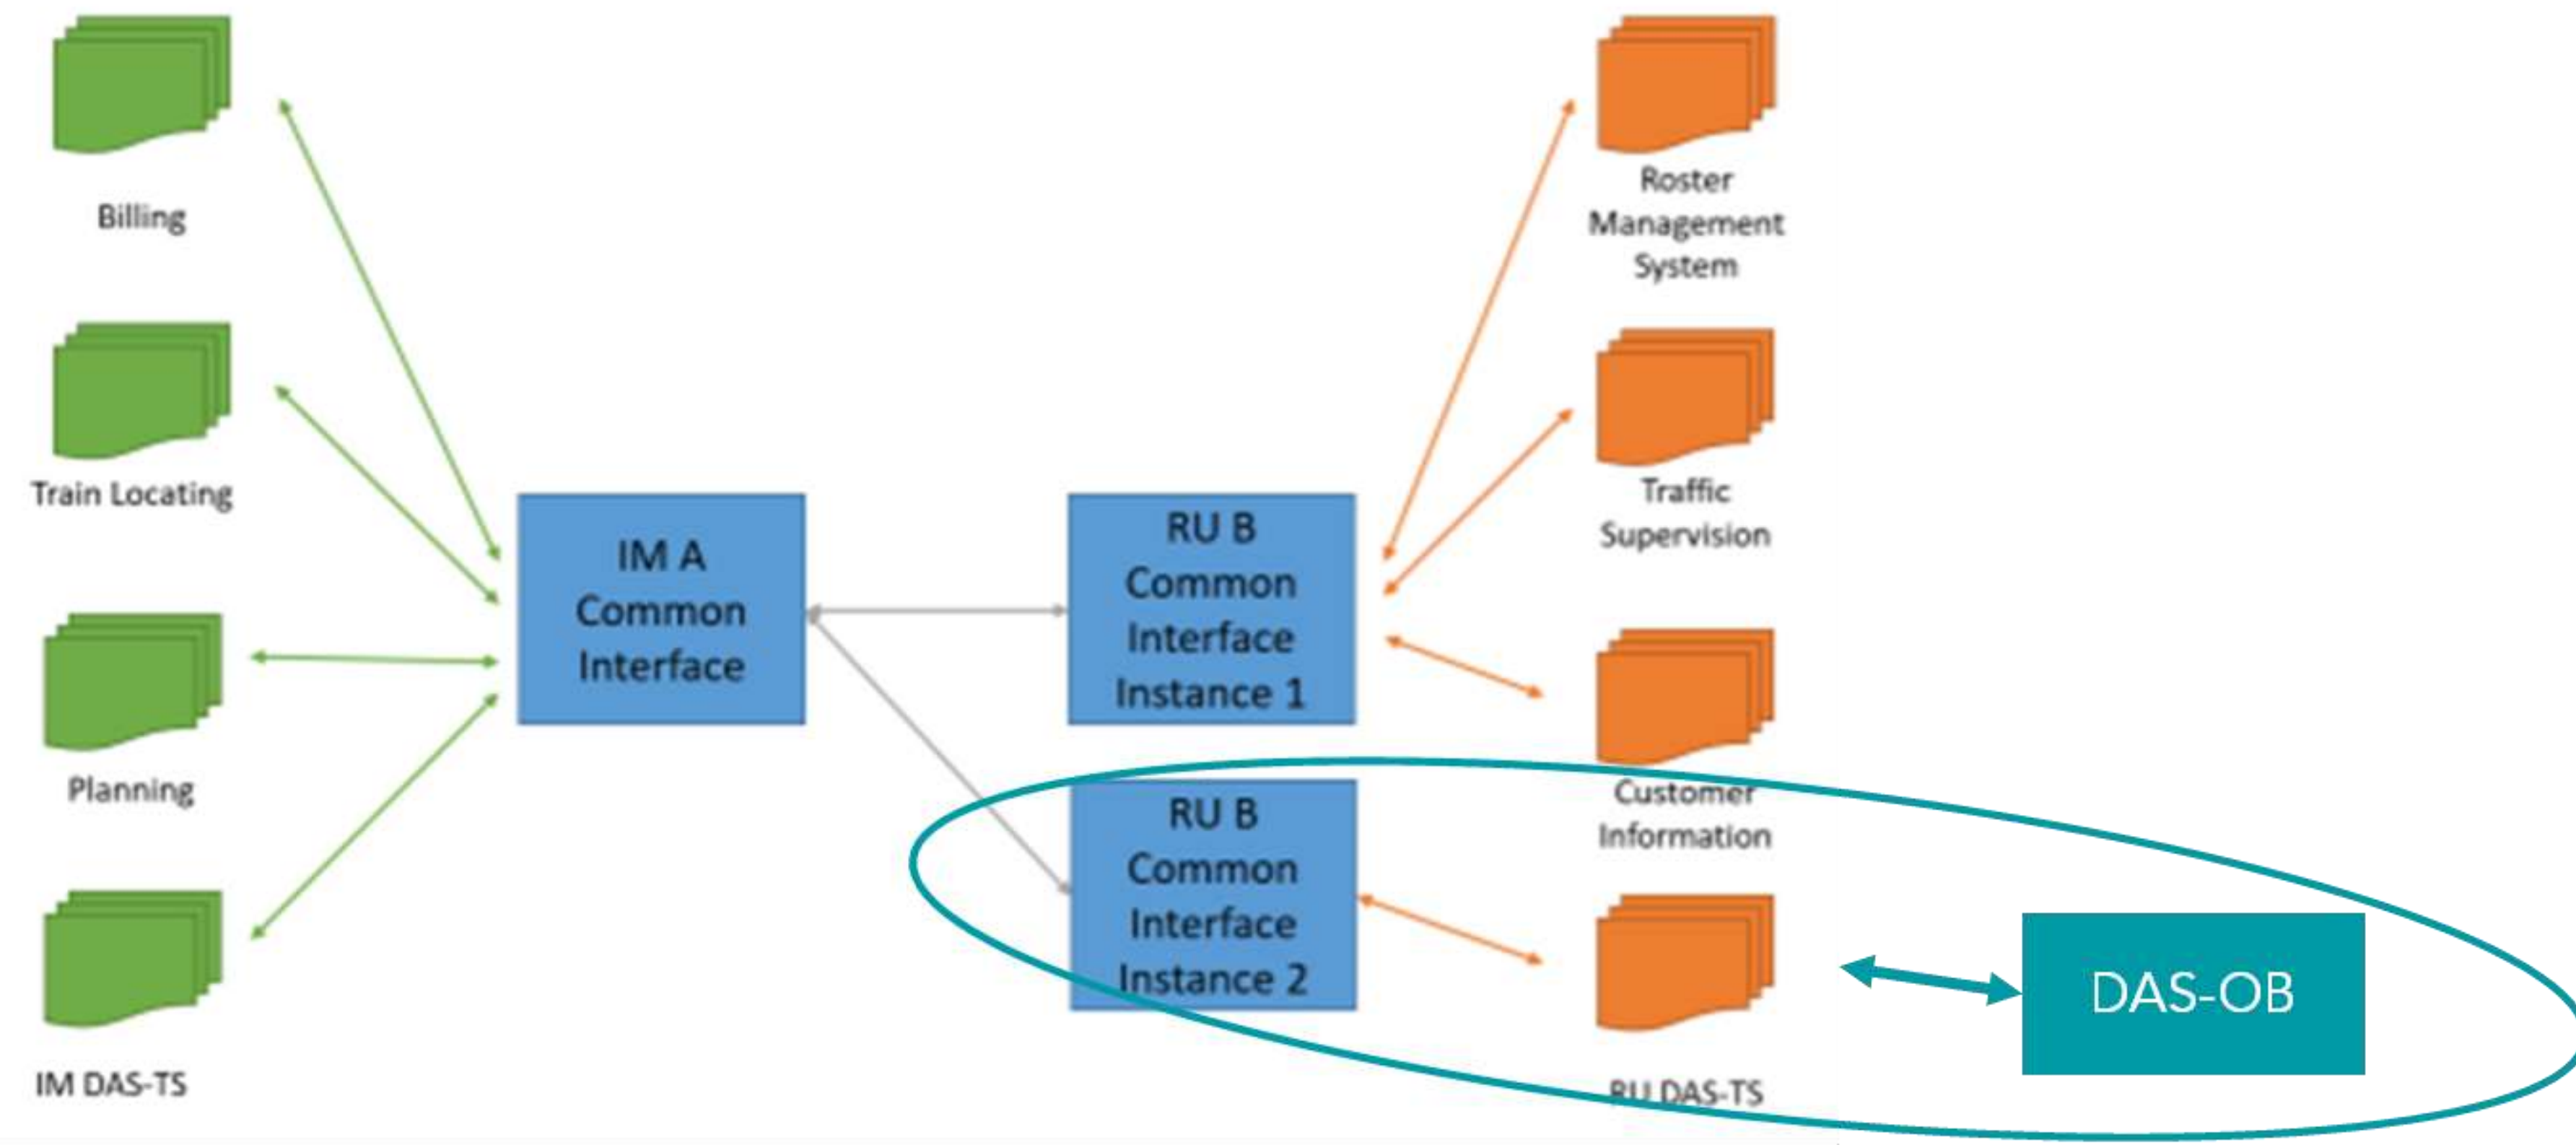 Billing
Train Locating
Planning
IM DAS-TS
IM A
Common
Interface
RU B
Common
Interface
Instance 1
RU B
Common
Interface
Instance 2
Roster
Management
System
Traffic
Supervision
Customer
Information
RU DAS-TS
DAS-OB